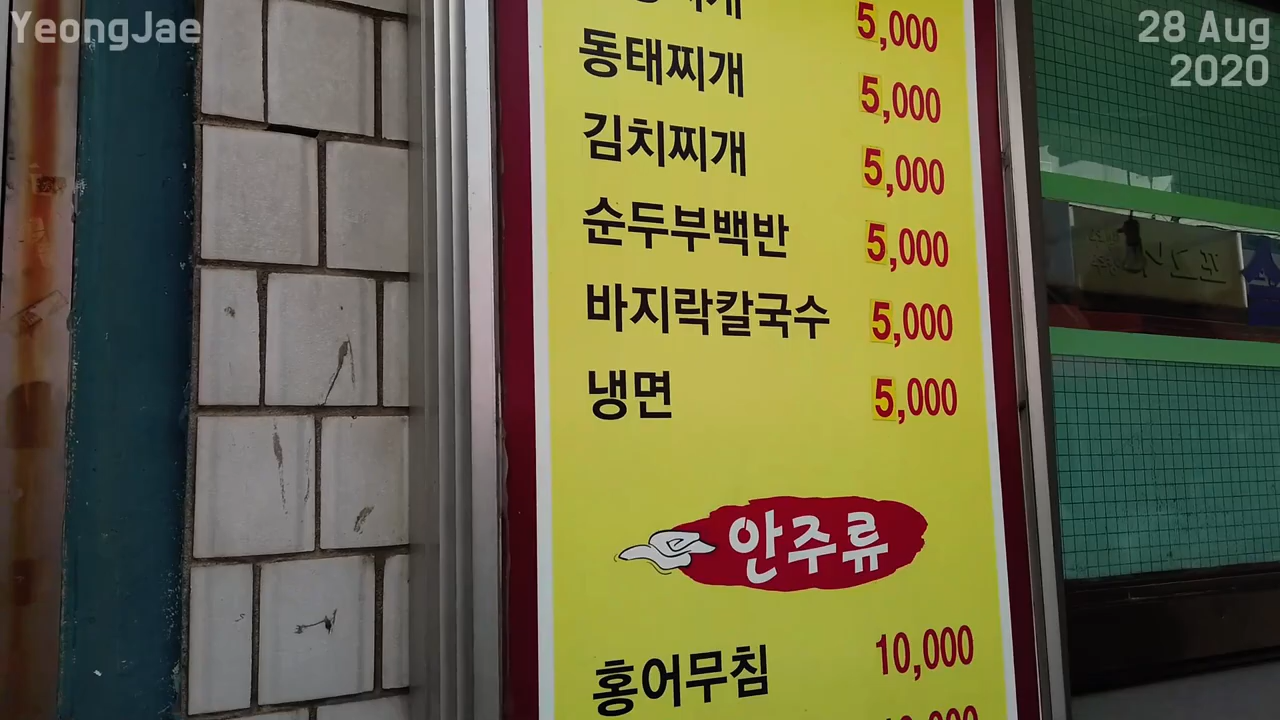 YeongJae
28 Aug
2020
5,000
동태찌개 5,000
김치찌개 5,000
순두부백반 5,000
바지락칼국수 5,000
냉면 5,000
안주류
홍어무침 10,000